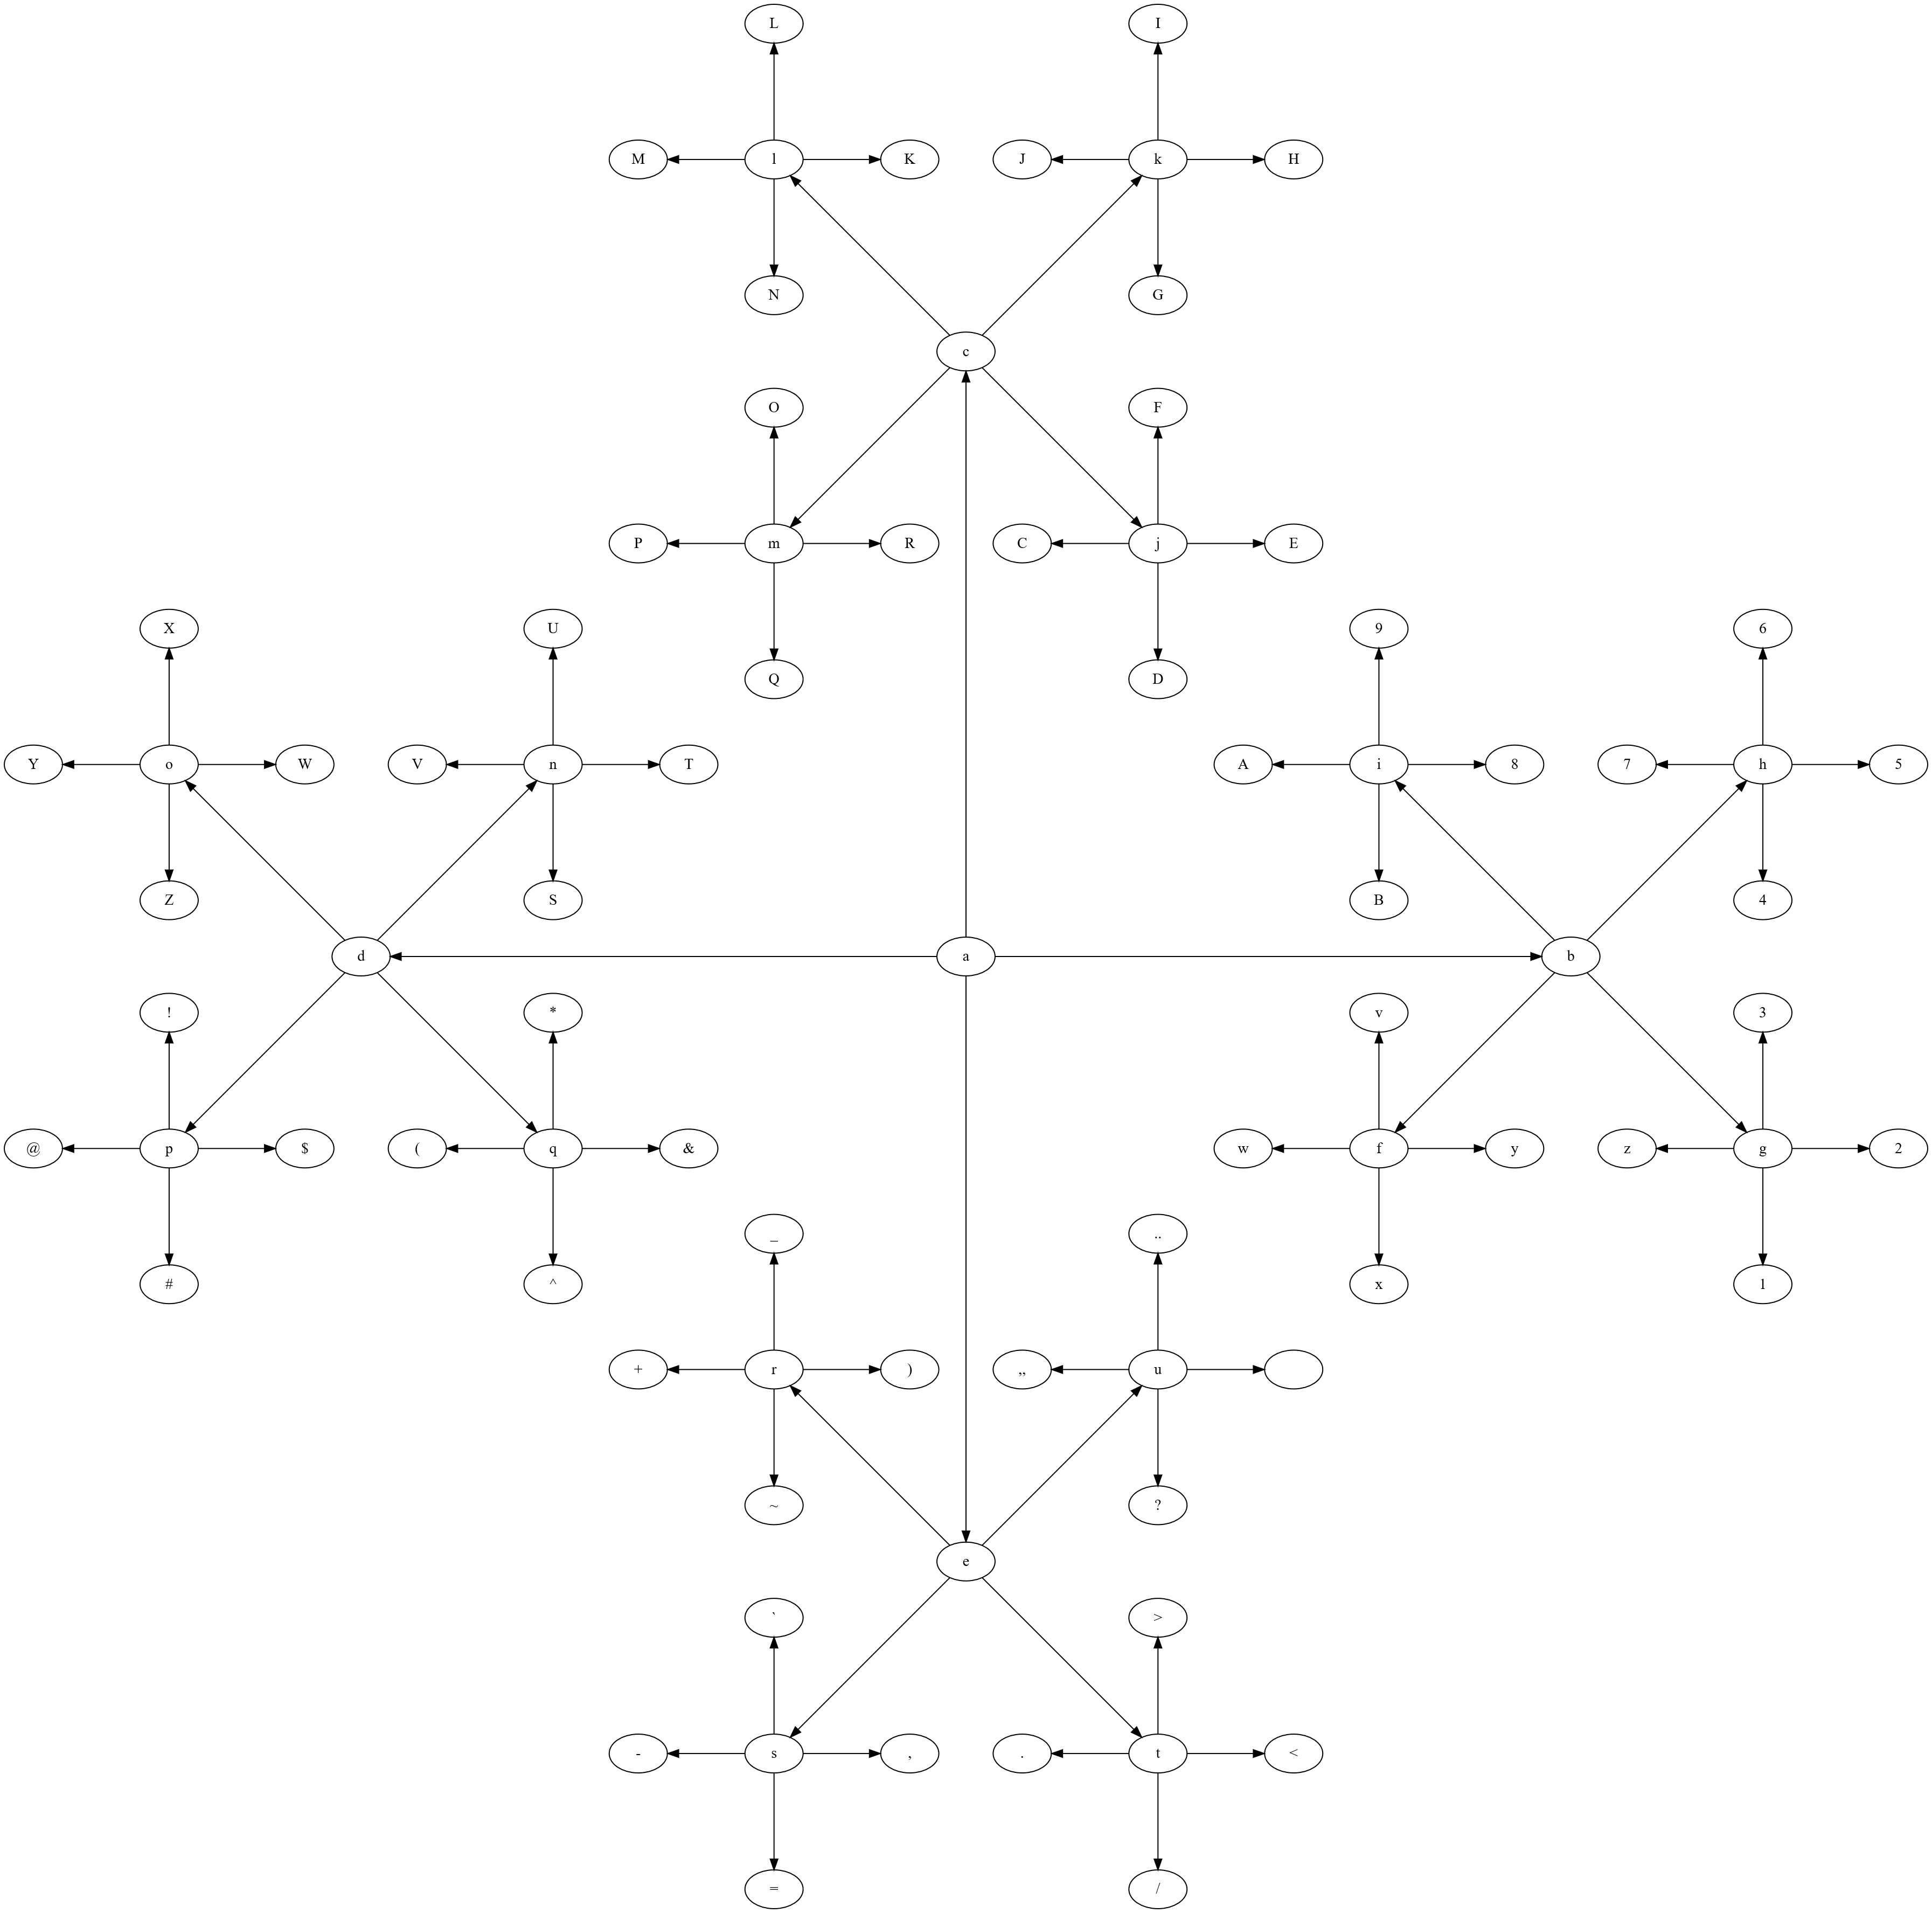 L I
M l K J k H
N G
c
O F
P m R C j E
X U 9 6
Q D
Y o W V n T A i 8 7 h 5
Z S B 4
d a b
! * v 3
@ p $ ( q & w f y z g 2
_ ..
# ^ x 1
+ r ) ,, u
~ ?
e
` >
- s , . t <
= /